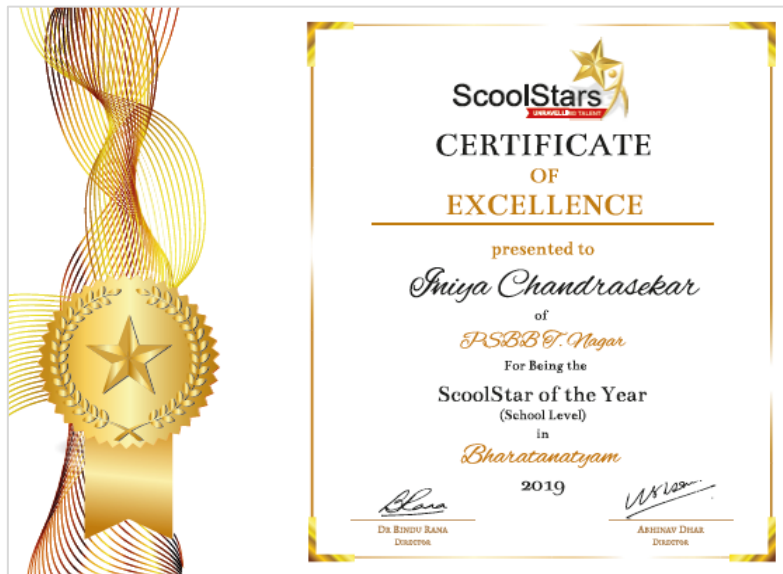 ScoolStars
UNRAVELLING TALENT
CERTIFICATE
OF
EXCELLENCE
presented to
Iniya Chandrasekar
of
PSBB T. Nagar
For Being the
ScoolStar of the Year
(School Level)
in
Bharatanatyam
2019
DR BINDU RANA
DIRECTOR
ABHINAV DHAR
DIRECTOR